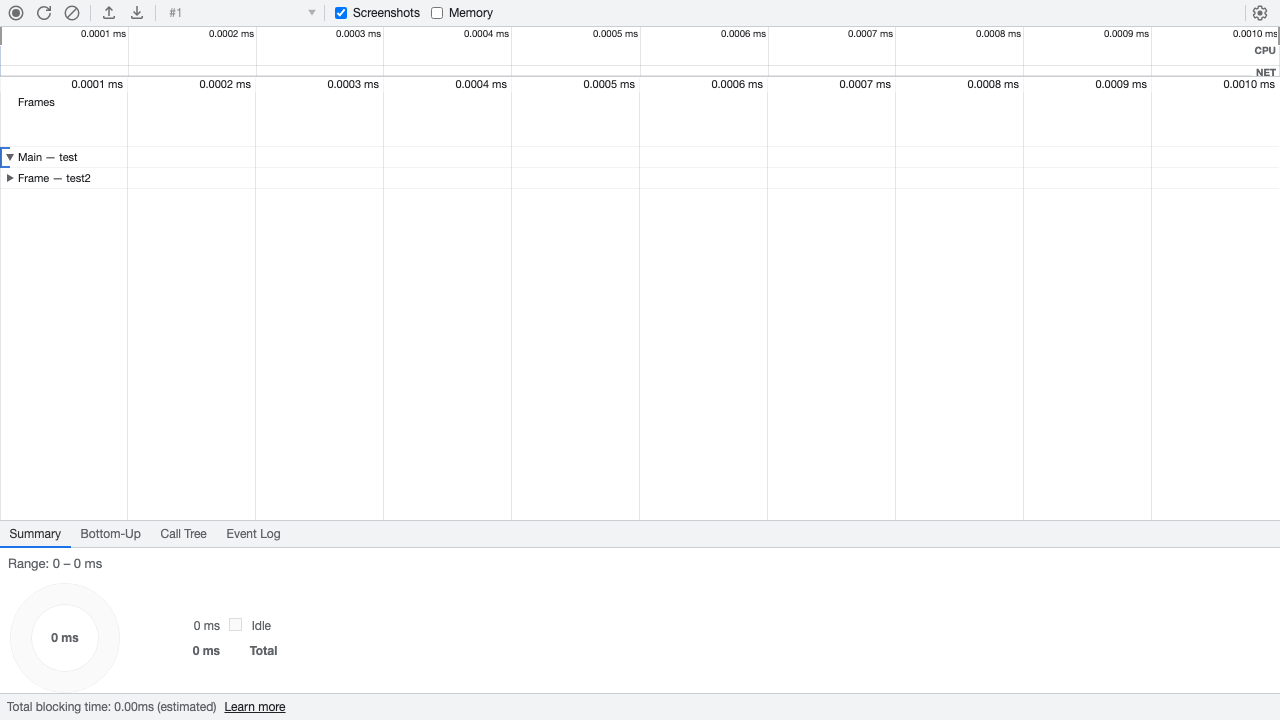 #1 Screenshots Memory
0.0001 ms 0.0002 ms 0.0003 ms 0.0004 ms 0.0005 ms 0.0006 ms 0.0007 ms 0.0008 ms 0.0009 ms 0.0010 ms
CPU
NET
0.0001 ms 0.0002 ms 0.0003 ms 0.0004 ms 0.0005 ms 0.0006 ms 0.0007 ms 0.0008 ms 0.0009 ms 0.0010 ms
Frames
Main — test
Frame — test2
Summary Bottom-Up Call Tree Event Log
Range: 0 – 0 ms
0 ms Idle
0 ms
0 ms Total
Total blocking time: 0.00ms (estimated) Learn more